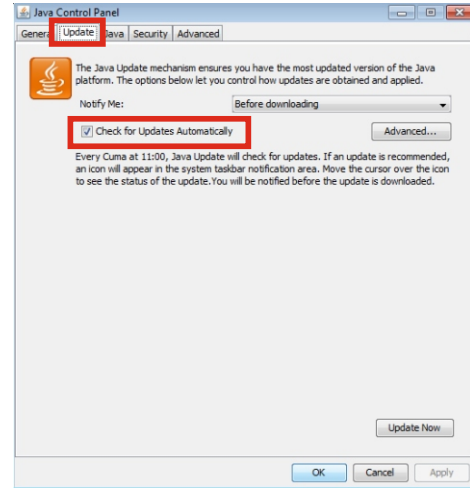 Java Control Panel
General Update Java Security Advanced
The Java Update mechanism ensures you have the most updated version of the Java
platform. The options below let you control how updates are obtained and applied.
Notify Me: Before downloading
Check for Updates Automatically Advanced...
Every Cuma at 11:00, Java Update will check for updates. If an update is recommended,
an icon will appear in the system taskbar notification area. Move the cursor over the icon
to see the status of the update.You will be notified before the update is downloaded.
Update Now
OK Cancel Apply